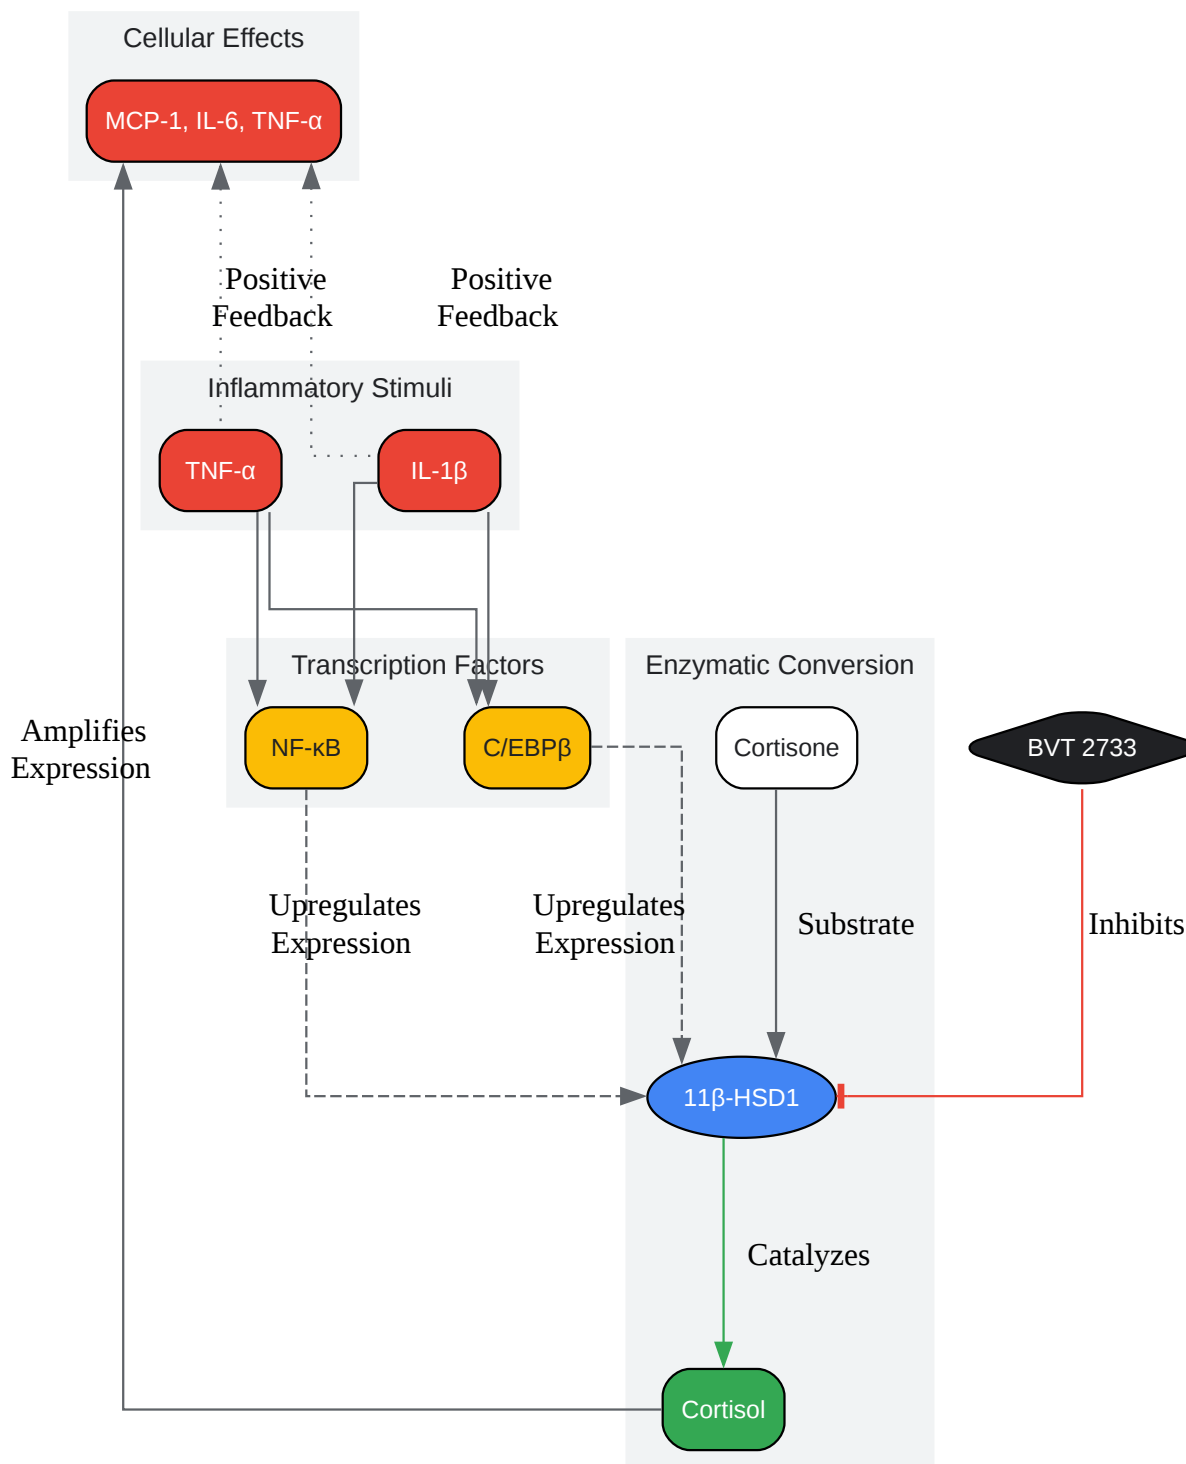 Cellular Effects
MCP-1, IL-6, TNF-α
Positive
Feedback
Positive
Feedback
Inflammatory Stimuli
TNF-α
IL-1β
Transcription Factors
Enzymatic Conversion
Amplifies
Expression
NF-κB
C/EBPβ
Cortisone
BVT 2733
Upregulates
Expression
Upregulates
Expression
Substrate
Inhibits
11β-HSD1
Catalyzes
Cortisol